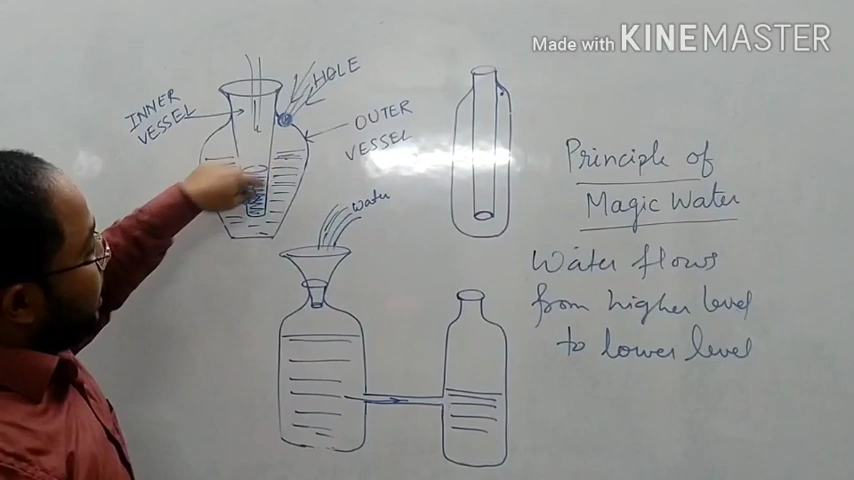 Made with KINEMASTER
INNER
VESSEL
HOLE
OUTER
VESSEL
water
Principle of
Magic Water
Water flows
from higher level
to lower level